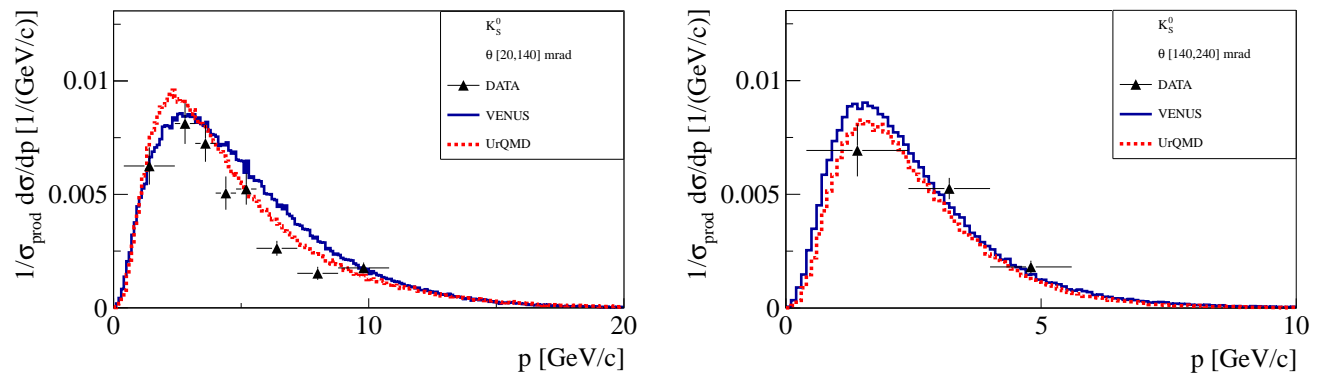 1/σ_prod dσ/dp [1/(GeV/c)]
0.01
0.005
0
0
10
20
p [GeV/c]
K_S^0
θ [20,140] mrad
DATA
VENUS
UrQMD
1/σ_prod dσ/dp [1/(GeV/c)]
0.01
0.005
0
0
5
10
p [GeV/c]
K_S^0
θ [140,240] mrad
DATA
VENUS
UrQMD